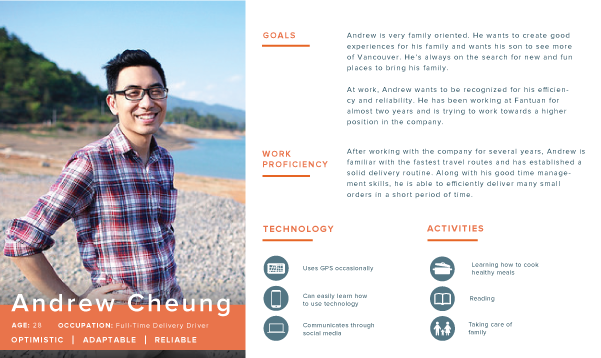 GOALS
Andrew is very family oriented. He wants to create good
experiences for his family and wants his son to see more
of Vancouver. He's always on the search for new and fun
places to bring his family.
At work, Andrew wants to be recognized for his efficien-
cy and reliability. He has been working at Fantuan for
almost two years and is trying to work towards a higher
position in the company.
WORK
PROFICIENCY
After working with the company for several years, Andrew is
familiar with the fastest travel routes and has established a
solid delivery routine. Along with his good time manage-
ment skills, he is able to efficiently deliver many small
orders in a short period of time.
TECHNOLOGY
Uses GPS occasionally
Can easily learn how
to use technology
Communicates through
social media
ACTIVITIES
Learning how to cook
healthy meals
Reading
Taking care of
family
Andrew Cheung
AGE: 28 OCCUPATION: Full-Time Delivery Driver
OPTIMISTIC | ADAPTABLE | RELIABLE